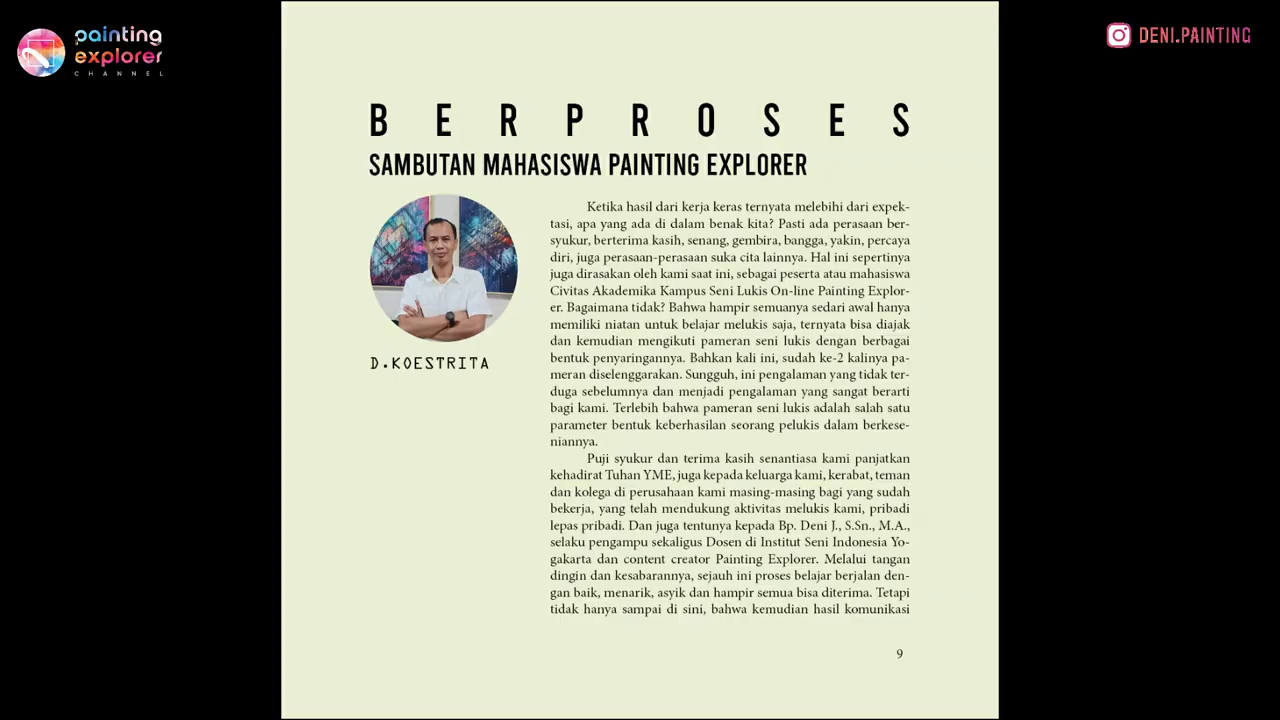 painting
explorer
CHANNEL
DENI.PAINTING
BERPROSES
SAMBUTAN MAHASISWA PAINTING EXPLORER
D.KOESTRITA
Ketika hasil dari kerja keras ternyata melebihi dari expek-
tasi, apa yang ada di dalam benak kita? Pasti ada perasaan ber-
syukur, berterima kasih, senang, gembira, bangga, yakin, percaya
diri, juga perasaan-perasaan suka cita lainnya. Hal ini sepertinya
juga dirasakan oleh kami saat ini, sebagai peserta atau mahasiswa
Civitas Akademika Kampus Seni Lukis On-line Painting Explor-
er. Bagaimana tidak? Bahwa hampir semuanya sedari awal hanya
memiliki niatan untuk belajar melukis saja, ternyata bisa diajak
dan kemudian mengikuti pameran seni lukis dengan berbagai
bentuk penyaringannya. Bahkan kali ini, sudah ke-2 kalinya pa-
meran diselenggarakan. Sungguh, ini pengalaman yang tidak ter-
duga sebelumnya dan menjadi pengalaman yang sangat berarti
bagi kami. Terlebih bahwa pameran seni lukis adalah salah satu
parameter bentuk keberhasilan seorang pelukis dalam berkese-
niannya.
Puji syukur dan terima kasih senantiasa kami panjatkan
kehadirat Tuhan YME, juga kepada keluarga kami, kerabat, teman
dan kolega di perusahaan kami masing-masing bagi yang sudah
bekerja, yang telah mendukung aktivitas melukis kami, pribadi
lepas pribadi. Dan juga tentunya kepada Bp. Deni J., S.Sn., M.A.,
selaku pengampu sekaligus Dosen di Institut Seni Indonesia Yo-
gakarta dan content creator Painting Explorer. Melalui tangan
dingin dan kesabarannya, sejauh ini proses belajar berjalan den-
gan baik, menarik, asyik dan hampir semua bisa diterima. Tetapi
tidak hanya sampai di sini, bahwa kemudian hasil komunikasi
9